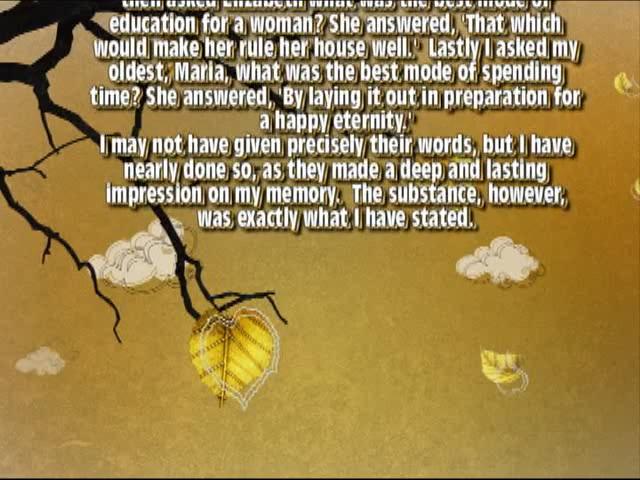 then asked Elizabeth what was the best mode of
education for a woman? She answered, 'That which
would make her rule her house well.' Lastly I asked my
oldest, Maria, what was the best mode of spending
time? She answered, 'By laying it out in preparation for
a happy eternity.'
I may not have given precisely their words, but I have
nearly done so, as they made a deep and lasting
impression on my memory. The substance, however,
was exactly what I have stated.